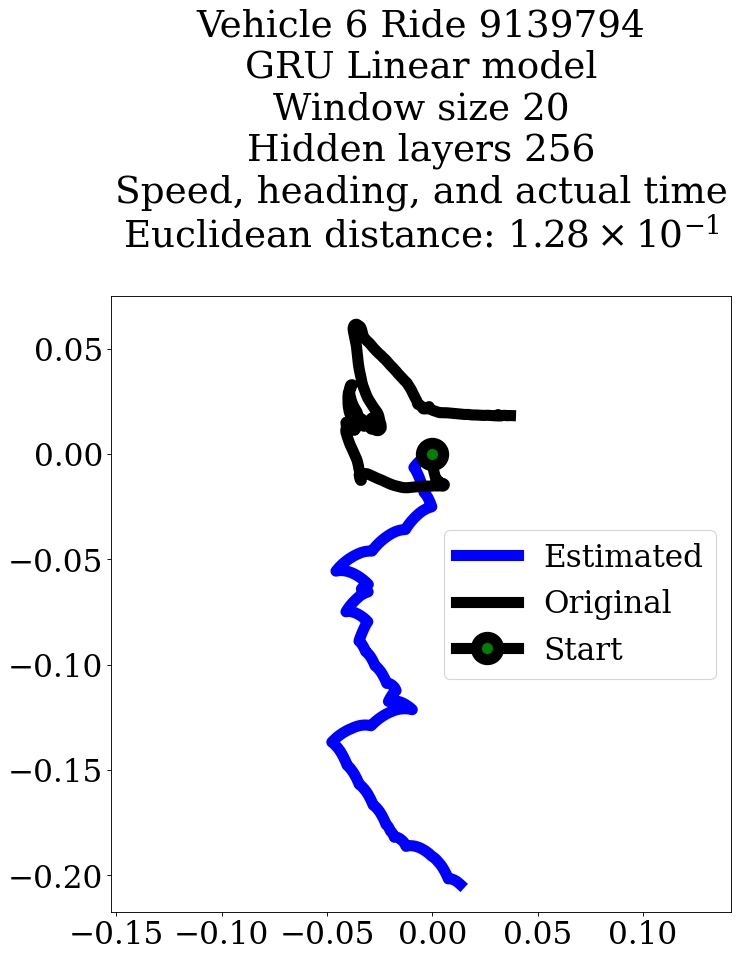 Vehicle 6 Ride 9139794
GRU Linear model
Window size 20
Hidden layers 256
Speed, heading, and actual time
Euclidean distance: 1.28 × 10⁻¹
0.05
0.00
−0.05
−0.10
−0.15
−0.20
Estimated
Original
Start
−0.15 −0.10 −0.05 0.00 0.05 0.10